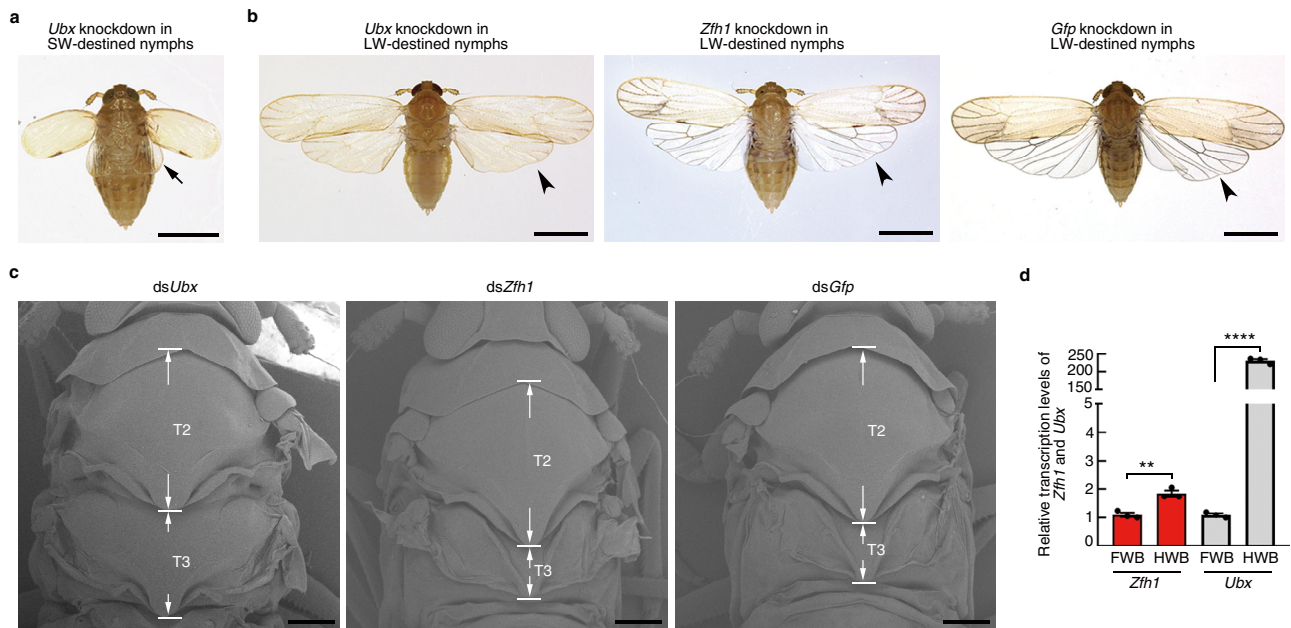 a
Ubx knockdown in
SW-destined nymphs
b
Ubx knockdown in
LW-destined nymphs
Zfh1 knockdown in
LW-destined nymphs
Gfp knockdown in
LW-destined nymphs
c
dsUbx
dsZfh1
dsGfp
T2
T3
T2
T3
T2
T3
d
Relative transcription levels of
Zfh1 and Ubx
250
200
150
5
4
3
2
1
0
**
****
FWB HWB FWB HWB
Zfh1 Ubx